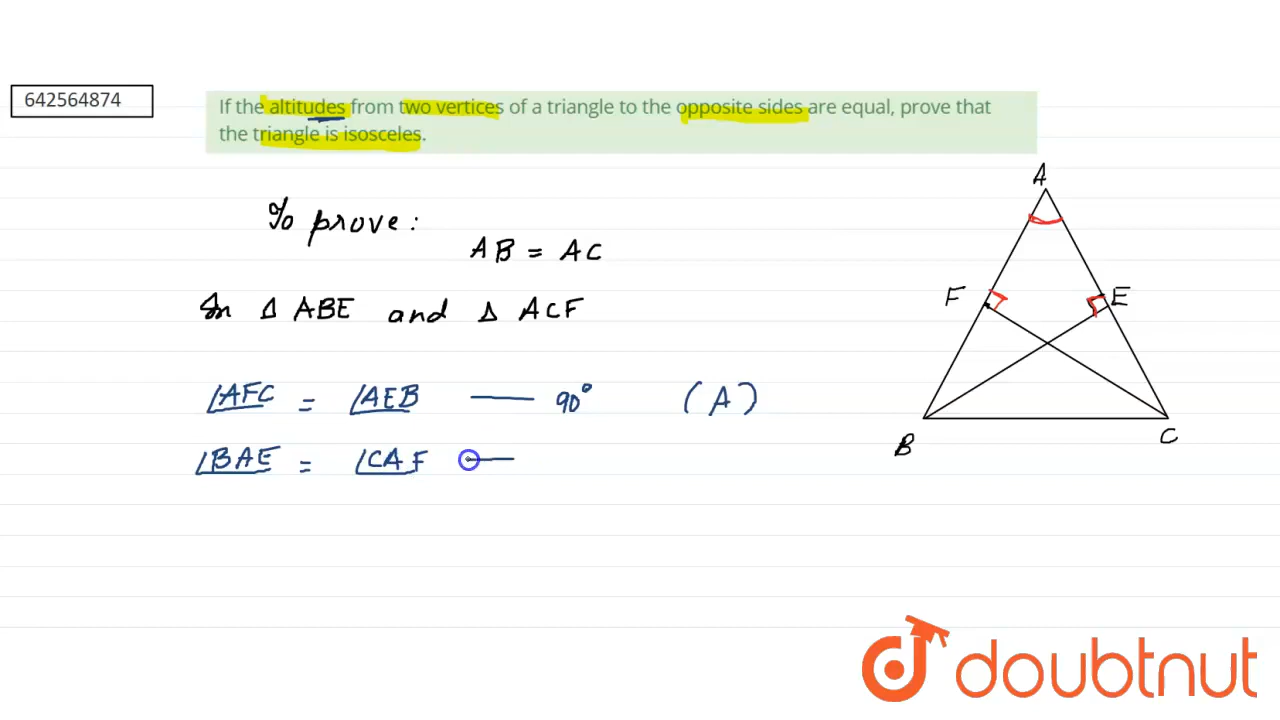 642564874
If the altitudes from two vertices of a triangle to the opposite sides are equal, prove that
the triangle is isosceles.
To prove:
AB = AC
In Δ ABE and Δ ACF
∠AFC = ∠AEB — 90° (A)
∠BAE = ∠CAF —
A
F
E
B
C
doubtnut